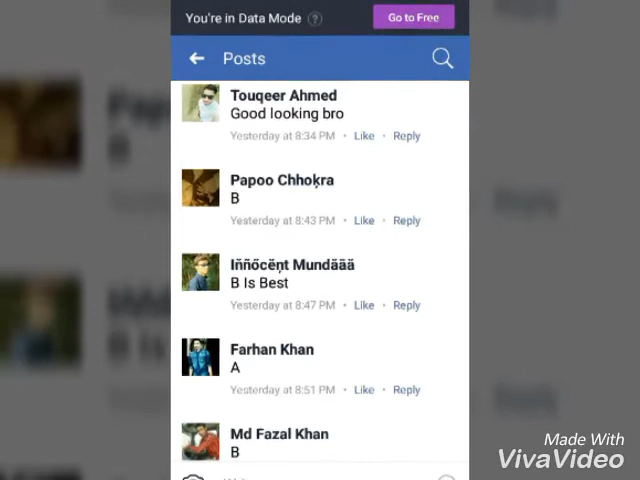 You're in Data Mode ? Go to Free
Posts
Touqeer Ahmed
Good looking bro
Yesterday at 8:34 PM • Like • Reply
Papoo Chhoķra
B
Yesterday at 8:43 PM • Like • Reply
Iňñőcëņt Mundäää
B Is Best
Yesterday at 8:47 PM • Like • Reply
Farhan Khan
A
Yesterday at 8:51 PM • Like • Reply
Md Fazal Khan
B
Made With
VivaVideo